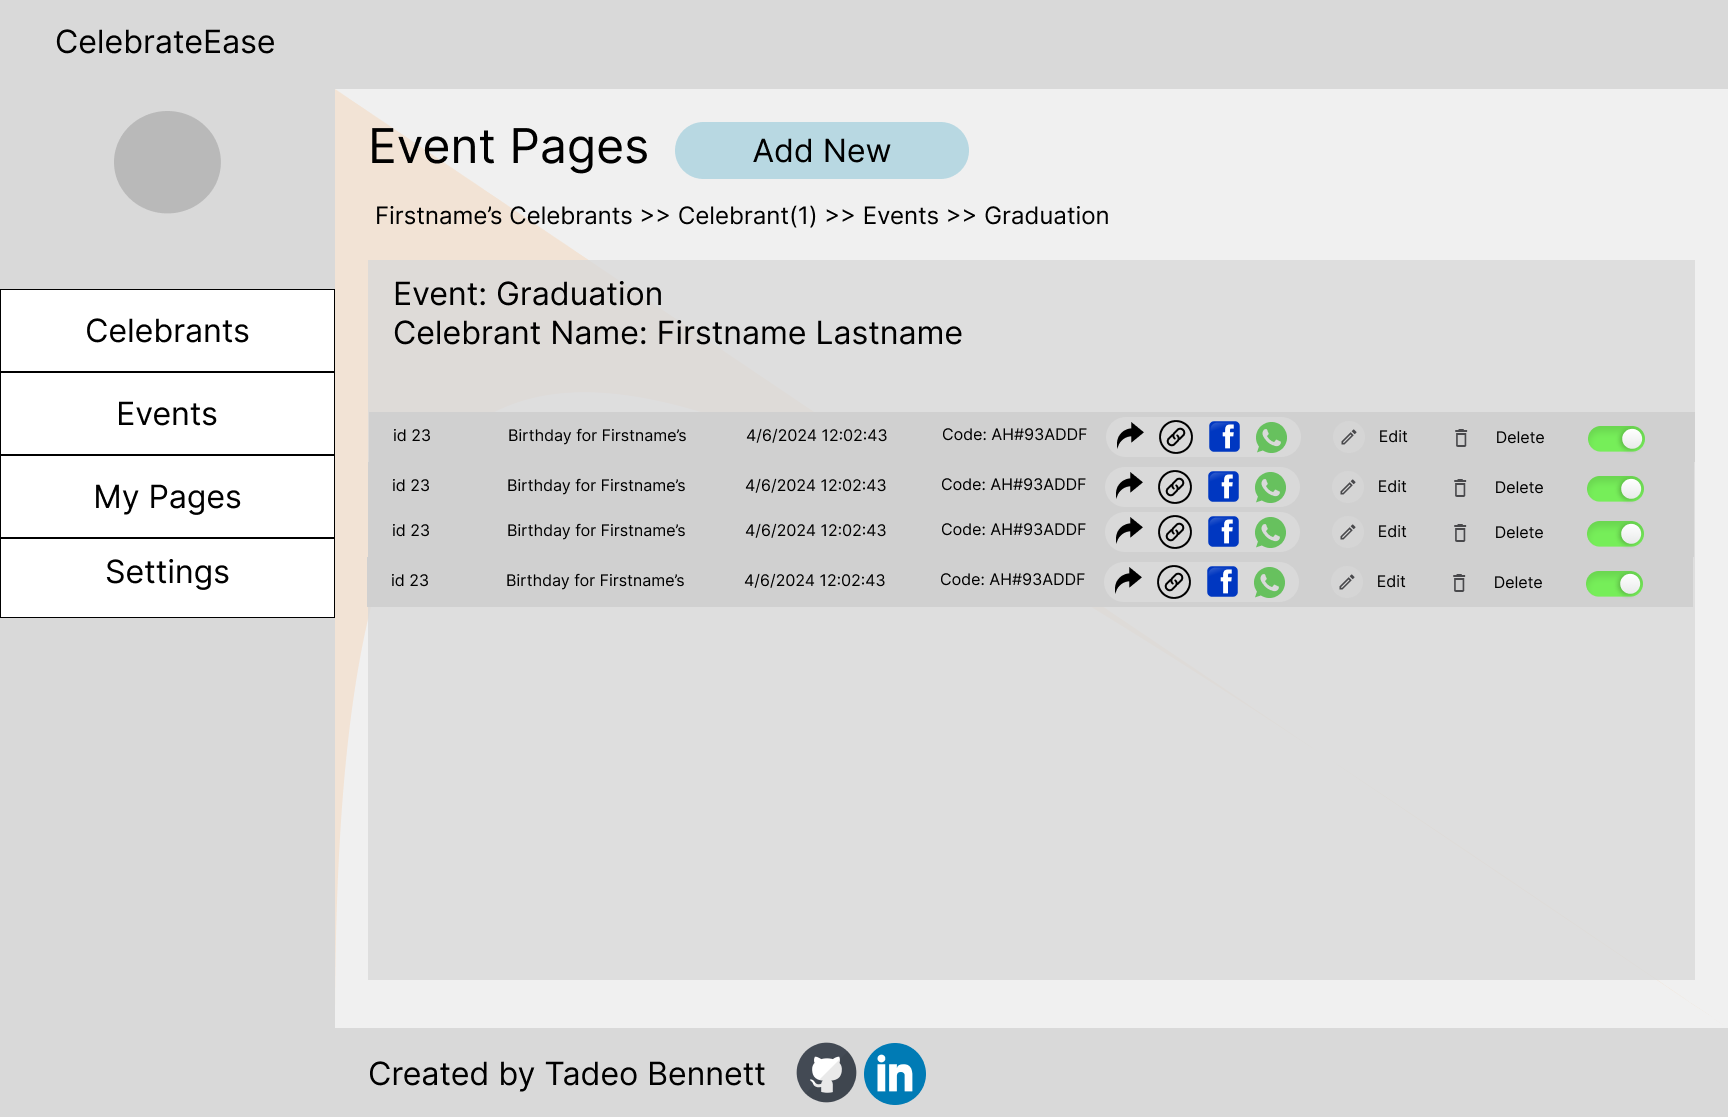 CelebrateEase
Event Pages
Add New
Firstname’s Celebrants >> Celebrant(1) >> Events >> Graduation
Event: Graduation
Celebrant Name: Firstname Lastname
Celebrants
Events
My Pages
Settings
id 23 Birthday for Firstname’s 4/6/2024 12:02:43 Code: AH#93ADDF Edit Delete
id 23 Birthday for Firstname’s 4/6/2024 12:02:43 Code: AH#93ADDF Edit Delete
id 23 Birthday for Firstname’s 4/6/2024 12:02:43 Code: AH#93ADDF Edit Delete
id 23 Birthday for Firstname’s 4/6/2024 12:02:43 Code: AH#93ADDF Edit Delete
Created by Tadeo Bennett